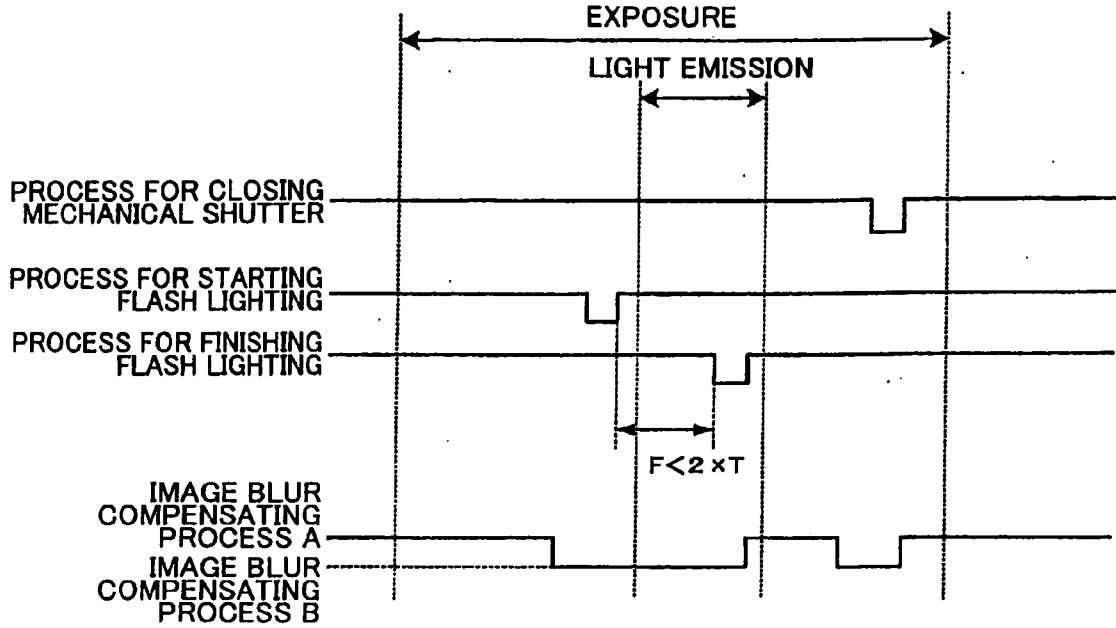 EXPOSURE
LIGHT EMISSION
PROCESS FOR CLOSING
MECHANICAL SHUTTER
PROCESS FOR STARTING
FLASH LIGHTING
PROCESS FOR FINISHING
FLASH LIGHTING
F<2×T
IMAGE BLUR
COMPENSATING
PROCESS A
IMAGE BLUR
COMPENSATING
PROCESS B